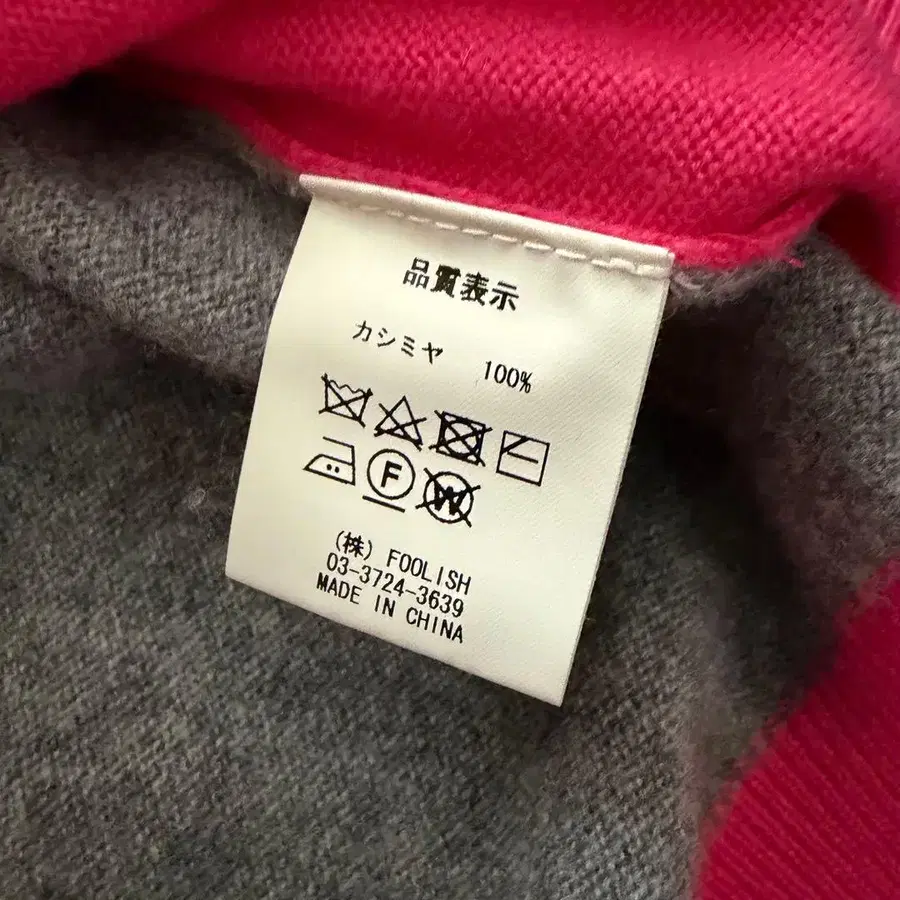 品質表示
カシミヤ 100%
F W
(株) FOOLISH
03-3724-3639
MADE IN CHINA